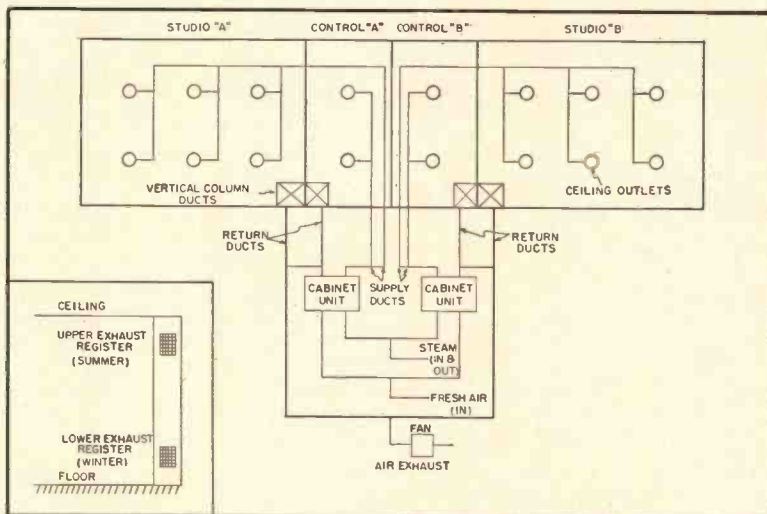 STUDIO "A"
CONTROL "A"
CONTROL "B"
STUDIO "B"
VERTICAL COLUMN
DUCTS
CEILING OUTLETS
RETURN
DUCTS
RETURN
DUCTS
CABINET
UNIT
SUPPLY
DUCTS
CABINET
UNIT
STEAM
(IN &
OUT)
FRESH AIR
(IN)
FAN
AIR EXHAUST
CEILING
UPPER EXHAUST
REGISTER
(SUMMER)
LOWER EXHAUST
REGISTER
(WINTER)
FLOOR